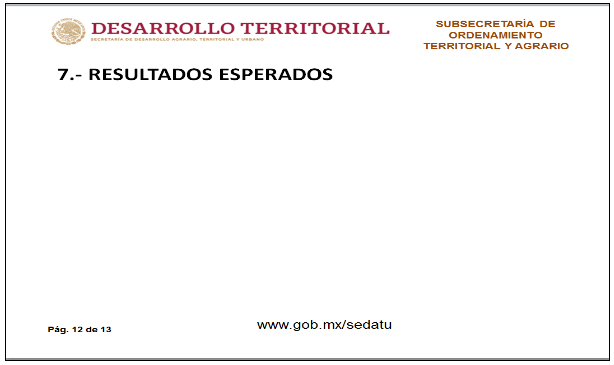 DESARROLLO TERRITORIAL
SECRETARÍA DE DESARROLLO AGRARIO, TERRITORIAL Y URBANO
SUBSECRETARÌA DE
ORDENAMIENTO
TERRITORIAL Y AGRARIO
7.- RESULTADOS ESPERADOS
Pág. 12 de 13
www.gob.mx/sedatu